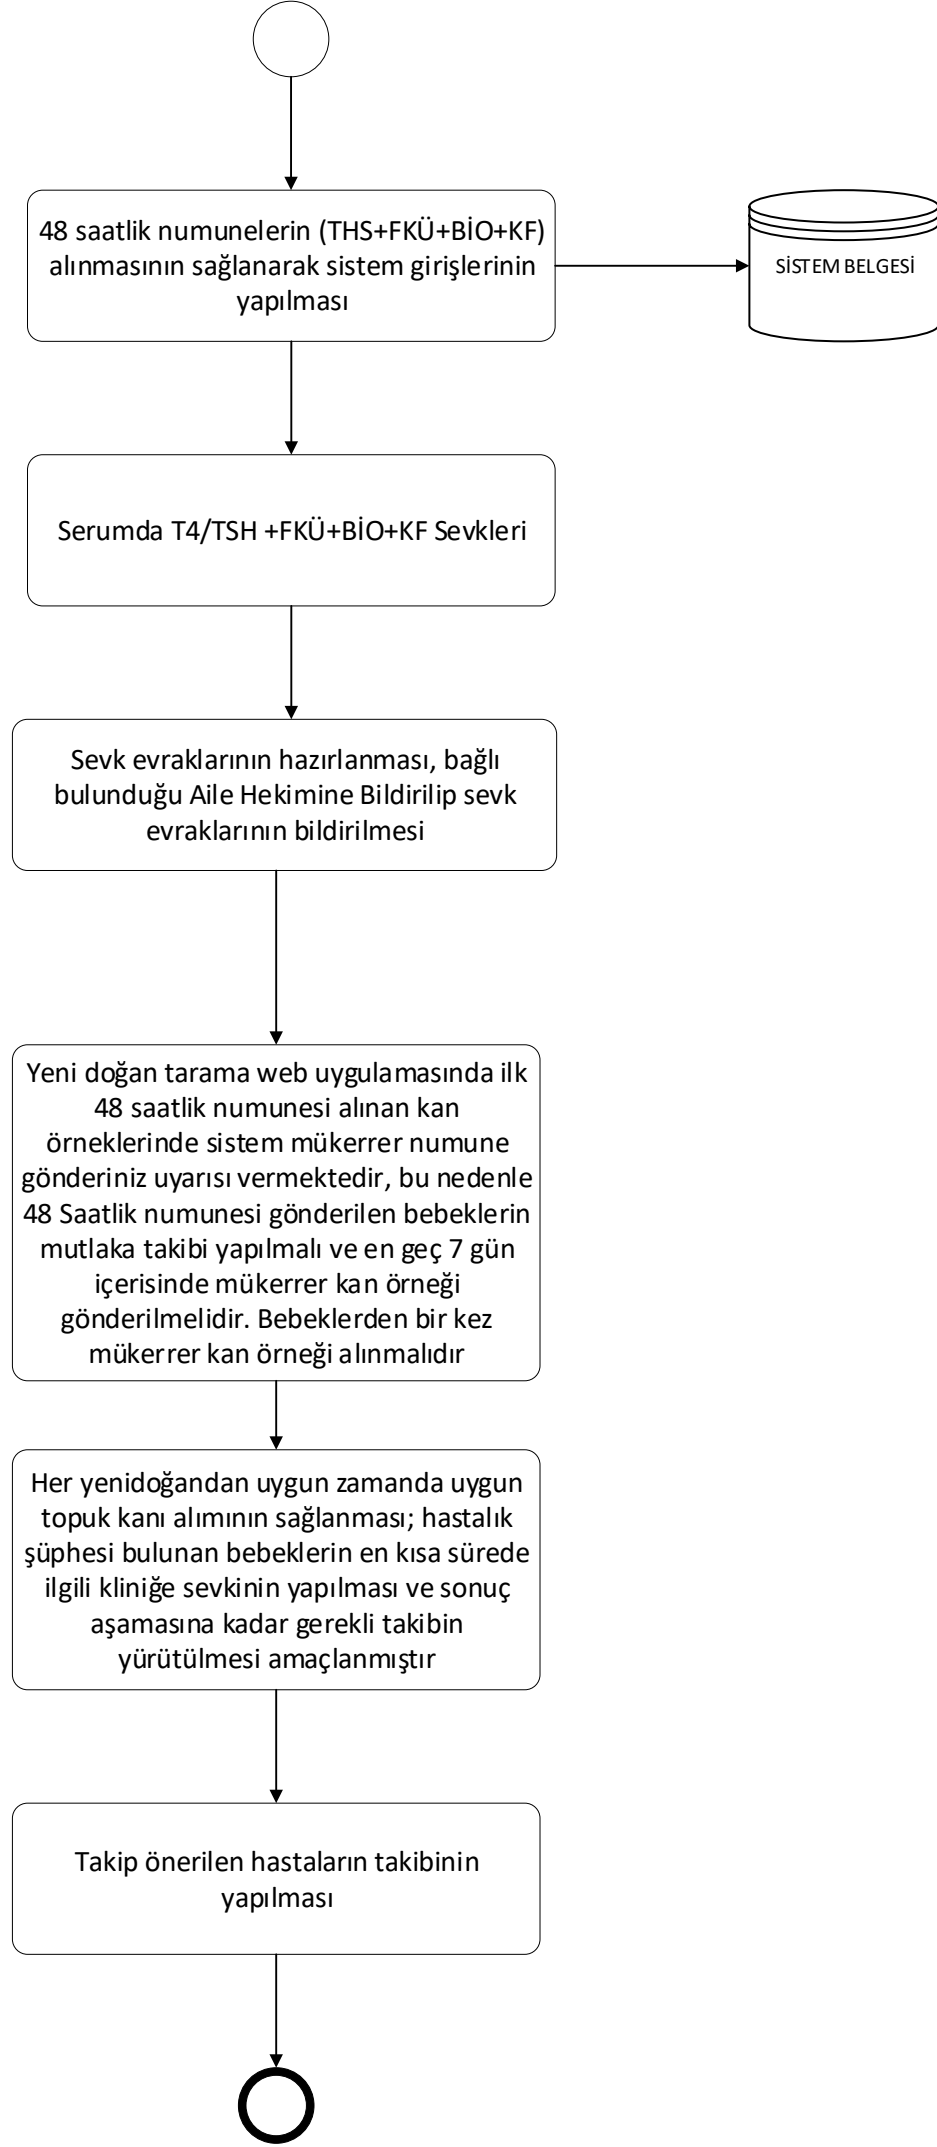 48 saatlik numunelerin (THS+FKÜ+BİO+KF)
alınmasının sağlanarak sistem girişlerinin
yapılması
SİSTEM BELGESİ
Serumda T4/TSH +FKÜ+BİO+KF Sevkleri
Sevk evraklarının hazırlanması, bağlı
bulunduğu Aile Hekimine Bildirilip sevk
evraklarının bildirilmesi
Yeni doğan tarama web uygulamasında ilk
48 saatlik numunesi alınan kan
örneklerinde sistem mükerrer numune
gönderiniz uyarısı vermektedir, bu nedenle
48 Saatlik numunesi gönderilen bebeklerin
mutlaka takibi yapılmalı ve en geç 7 gün
içerisinde mükerrer kan örneği
gönderilmelidir. Bebeklerden bir kez
mükerrer kan örneği alınmalıdır
Her yenidoğandan uygun zamanda uygun
topuk kanı alımının sağlanması; hastalık
şüphesi bulunan bebeklerin en kısa sürede
ilgili kliniğe sevkinin yapılması ve sonuç
aşamasına kadar gerekli takibin
yürütülmesi amaçlanmıştır
Takip önerilen hastaların takibinin
yapılması